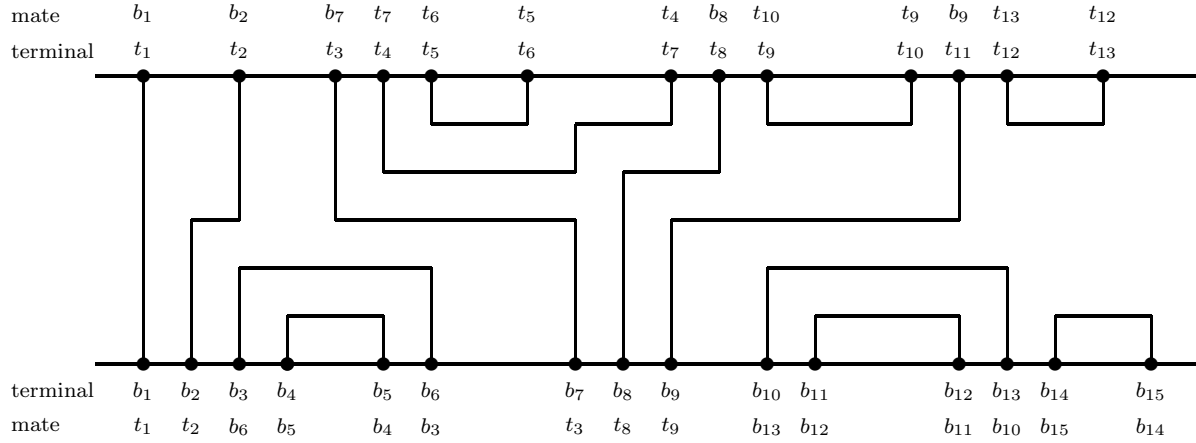 mate b₁ b₂ b₇ t₇ t₆ t₅ t₄ b₈ t₁₀ t₉ b₉ t₁₃ t₁₂
terminal t₁ t₂ t₃ t₄ t₅ t₆ t₇ t₈ t₉ t₁₀ t₁₁ t₁₂ t₁₃
terminal b₁ b₂ b₃ b₄ b₅ b₆ b₇ b₈ b₉ b₁₀ b₁₁ b₁₂ b₁₃ b₁₄ b₁₅
mate t₁ t₂ b₆ b₅ b₄ b₃ t₃ t₈ t₉ b₁₃ b₁₂ b₁₁ b₁₀ b₁₅ b₁₄